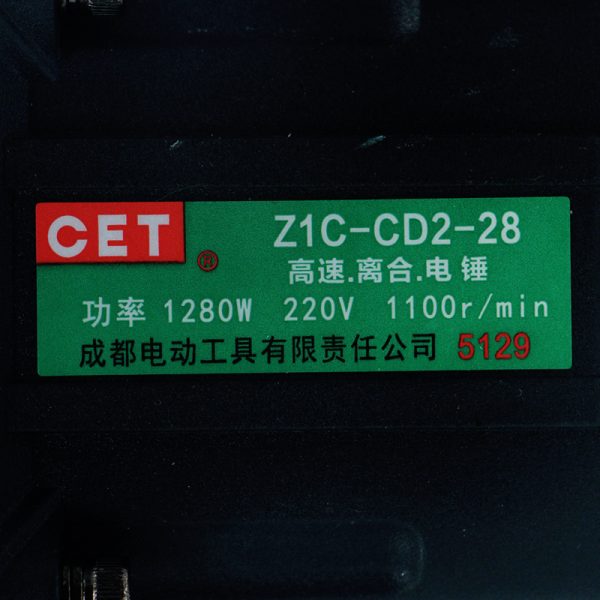 CET ® Z1C-CD2-28
高速.离合.电锤
功率 1280W 220V 1100r/min
成都电动工具有限责任公司 5129